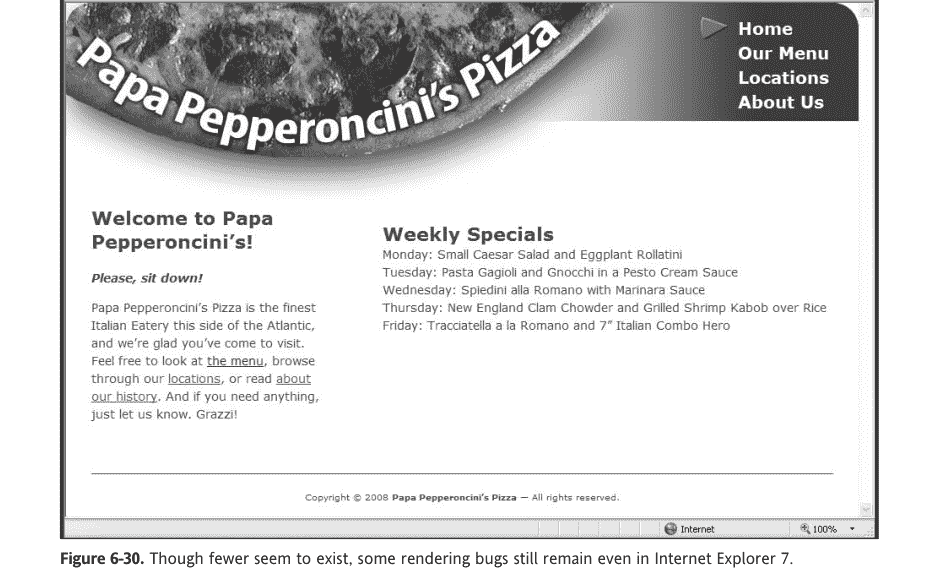 Papa Pepperoncini's Pizza
Home
Our Menu
Locations
About Us
Welcome to Papa
Pepperoncini's!
Please, sit down!
Papa Pepperoncini's Pizza is the finest
Italian Eatery this side of the Atlantic,
and we're glad you've come to visit.
Feel free to look at the menu, browse
through our locations, or read about
our history. And if you need anything,
just let us know. Grazzi!
Weekly Specials
Monday: Small Caesar Salad and Eggplant Rollatini
Tuesday: Pasta Gagioli and Gnocchi in a Pesto Cream Sauce
Wednesday: Spiedini alla Romano with Marinara Sauce
Thursday: New England Clam Chowder and Grilled Shrimp Kabob over Rice
Friday: Tracciatella a la Romano and 7” Italian Combo Hero
Copyright © 2008 Papa Pepperoncini's Pizza — All rights reserved.
Internet
100%
Figure 6-30. Though fewer seem to exist, some rendering bugs still remain even in Internet Explorer 7.